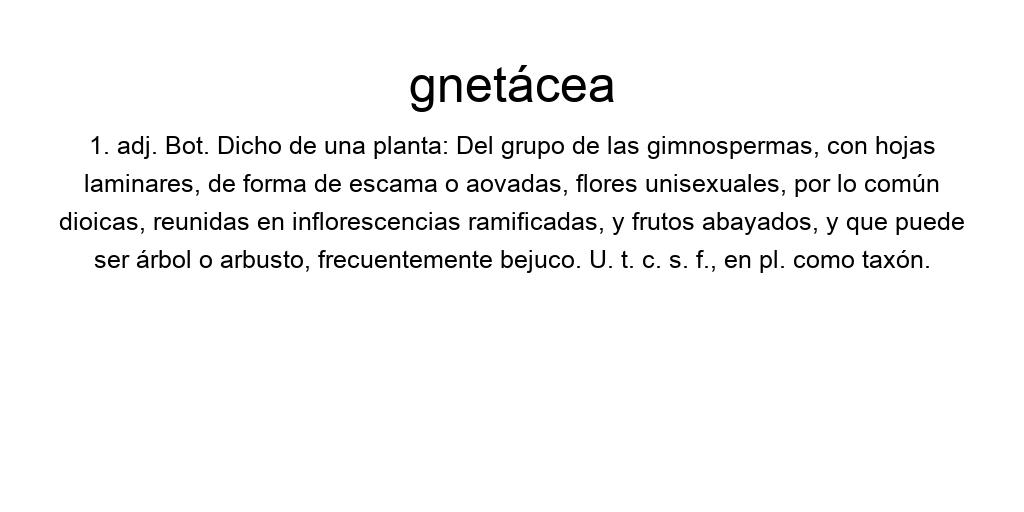 gnetácea
1. adj. Bot. Dicho de una planta: Del grupo de las gimnospermas, con hojas
laminares, de forma de escama o aovadas, flores unisexuales, por lo común
dioicas, reunidas en inflorescencias ramificadas, y frutos abayados, y que puede
ser árbol o arbusto, frecuentemente bejuco. U. t. c. s. f., en pl. como taxón.